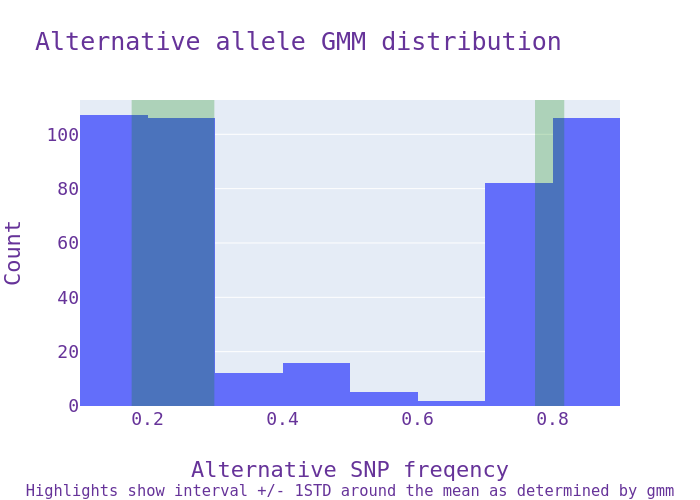 Alternative allele GMM distribution
100
80
60
40
20
0
Count
0.2
0.4
0.6
0.8
Alternative SNP freqency
Highlights show interval +/- 1STD around the mean as determined by gmm